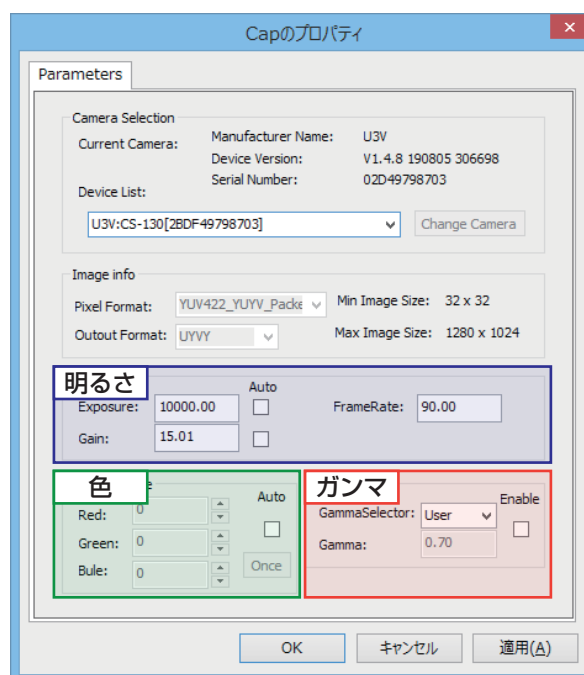 Capのプロパティ
×
Parameters
Camera Selection
Current Camera: Manufacturer Name: U3V
Device Version: V1.4.8 190805 306698
Serial Number: 02D49798703
Device List:
U3V:CS-130[2BDF49798703] Change Camera
Image info
Pixel Format: YUV422_YUYV_Packe Min Image Size: 32 x 32
Outout Format: UYVY Max Image Size: 1280 x 1024
明るさ
Auto
Exposure: 10000.00 FrameRate: 90.00
Gain: 15.01
色
Auto
Red: 0
Green: 0
Bule: 0 Once
ガンマ
Enable
GammaSelector: User
Gamma: 0.70
OK キャンセル 適用(A)